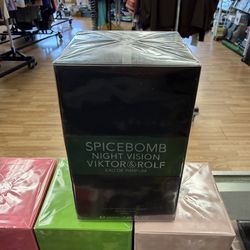 SPICEBOMB
NIGHT VISION
VIKTOR&ROLF
EAU DE PARFUM